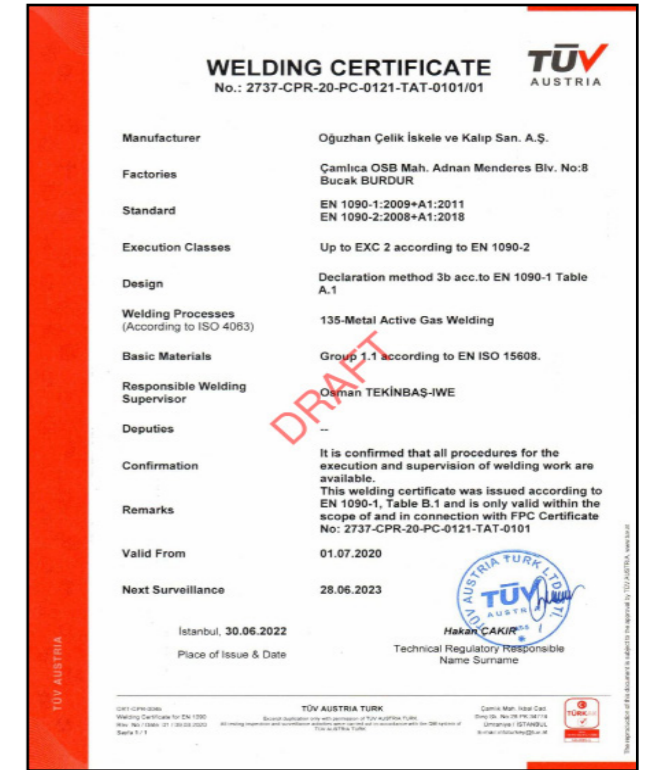 WELDING CERTIFICATE
No.: 2737-CPR-20-PC-0121-TAT-0101/01
TÜV
AUSTRIA
Manufacturer
Oğuzhan Çelik İskele ve Kalıp San. A.Ş.
Factories
Çamlıca OSB Mah. Adnan Menderes Blv. No:8
Bucak BURDUR
Standard
EN 1090-1:2009+A1:2011
EN 1090-2:2008+A1:2018
Execution Classes
Up to EXC 2 according to EN 1090-2
Design
Declaration method 3b acc.to EN 1090-1 Table
A.1
Welding Processes
(According to ISO 4063)
135-Metal Active Gas Welding
Basic Materials
Group 1.1 according to EN ISO 15608.
Responsible Welding
Supervisor
Osman TEKİNBAŞ-IWE
DRAFT
Deputies
--
Confirmation
It is confirmed that all procedures for the
execution and supervision of welding work are
available.
Remarks
This welding certificate was issued according to
EN 1090-1, Table B.1 and is only valid within the
scope of and in connection with FPC Certificate
No: 2737-CPR-20-PC-0121-TAT-0101
Valid From
01.07.2020
Next Surveillance
28.06.2023
İstanbul, 30.06.2022
Place of Issue & Date
TÜV AUSTRIA TURK LTD.
TÜV
AUSTRIA
Hakan ÇAKIR
Technical Regulatory Responsible
Name Surname
TÜV AUSTRIA
Welding Certificate for EN 1090
Sayfa 1 / 1
TÜV AUSTRIA TURK
TÜRKAK